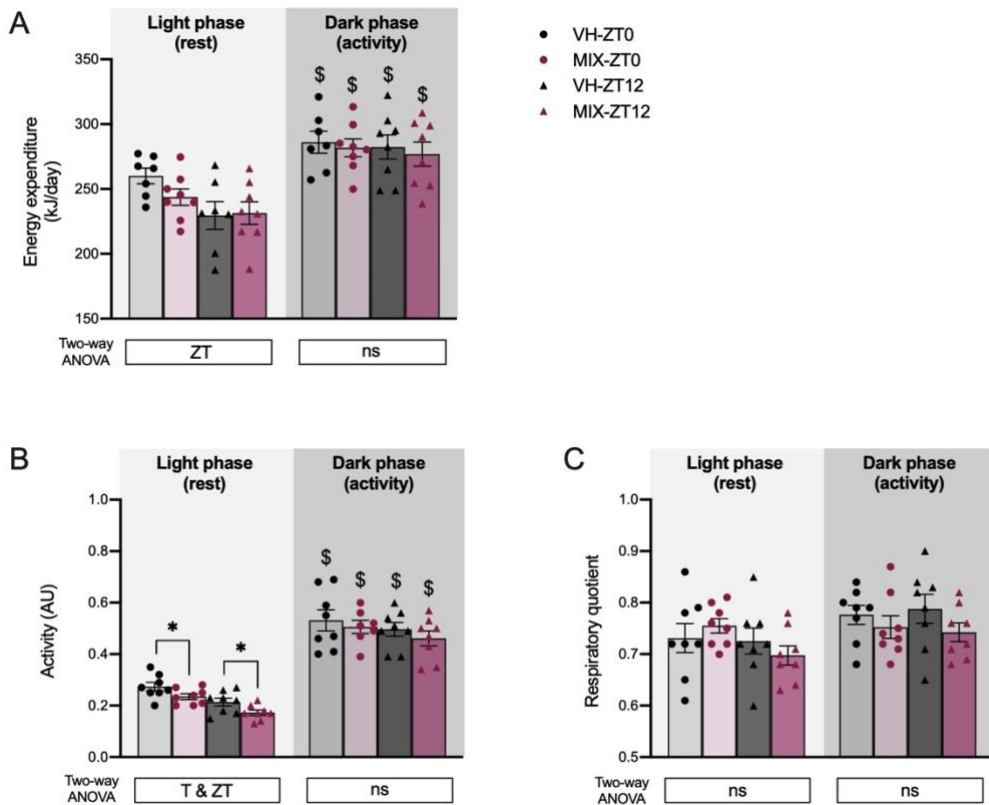 A
Light phase
(rest)
Dark phase
(activity)
VH-ZT0
MIX-ZT0
VH-ZT12
MIX-ZT12
Energy expenditure
(kJ/day)
350
300
250
200
150
$ $ $ $
Two-way
ANOVA
ZT
ns
B
Light phase
(rest)
Dark phase
(activity)
Activity (AU)
1.0
0.8
0.6
0.4
0.2
0.0
* *
$ $ $ $
Two-way
ANOVA
T & ZT
ns
C
Light phase
(rest)
Dark phase
(activity)
Respiratory quotient
1.0
0.9
0.8
0.7
0.6
0.5
Two-way
ANOVA
ns
ns